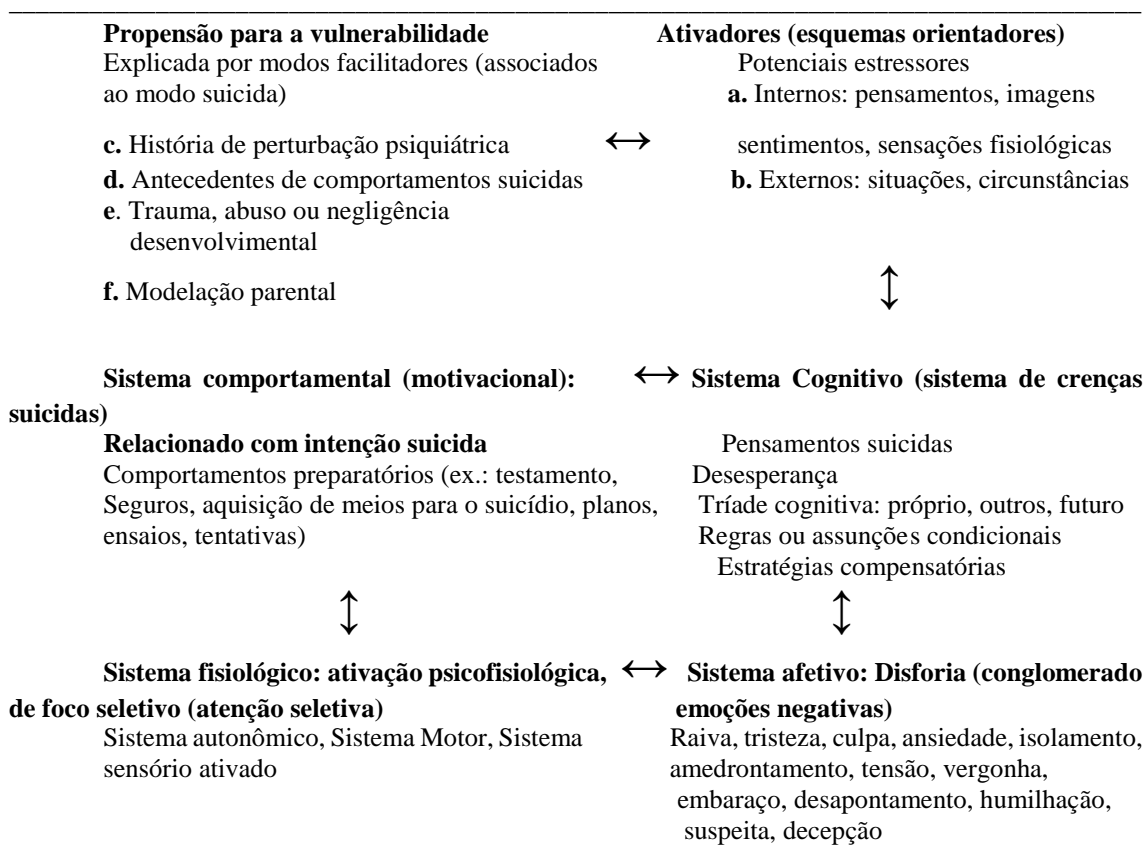 Propensão para a vulnerabilidade Ativadores (esquemas orientadores)
Explicada por modos facilitadores (associados Potenciais estressores
ao modo suicida) a. Internos: pensamentos, imagens
c. História de perturbação psiquiátrica ↔ sentimentos, sensações fisiológicas
d. Antecedentes de comportamentos suicidas b. Externos: situações, circunstâncias
e. Trauma, abuso ou negligência
desenvolvimental
f. Modelação parental ↕
Sistema comportamental (motivacional): ↔ Sistema Cognitivo (sistema de crenças
suicidas)
Relacionado com intenção suicida Pensamentos suicidas
Comportamentos preparatórios (ex.: testamento, Desesperança
Seguros, aquisição de meios para o suicídio, planos, Tríade cognitiva: próprio, outros, futuro
ensaios, tentativas) Regras ou assunções condicionais
Estratégias compensatórias
↕ ↕
Sistema fisiológico: ativação psicofisiológica, ↔ Sistema afetivo: Disforia (conglomerado
de foco seletivo (atenção seletiva) emoções negativas)
Sistema autonômico, Sistema Motor, Sistema Raiva, tristeza, culpa, ansiedade, isolamento,
sensório ativado amedrontamento, tensão, vergonha,
embaraço, desapontamento, humilhação,
suspeita, decepção